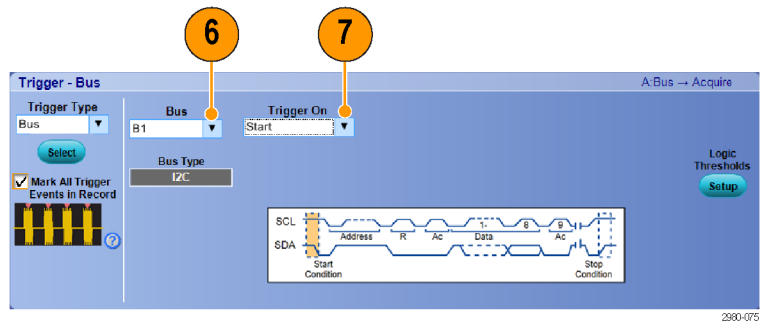 6
7
Trigger - Bus
A:Bus → Acquire
Trigger Type
Bus
Select
Mark All Trigger
Events in Record
?
Bus
B1
Bus Type
I2C
Trigger On
Start
SCL
SDA
Address
R
Ac
1-
Data
8
9
Ac
Start
Condition
Stop
Condition
Logic
Thresholds
Setup
2980-075